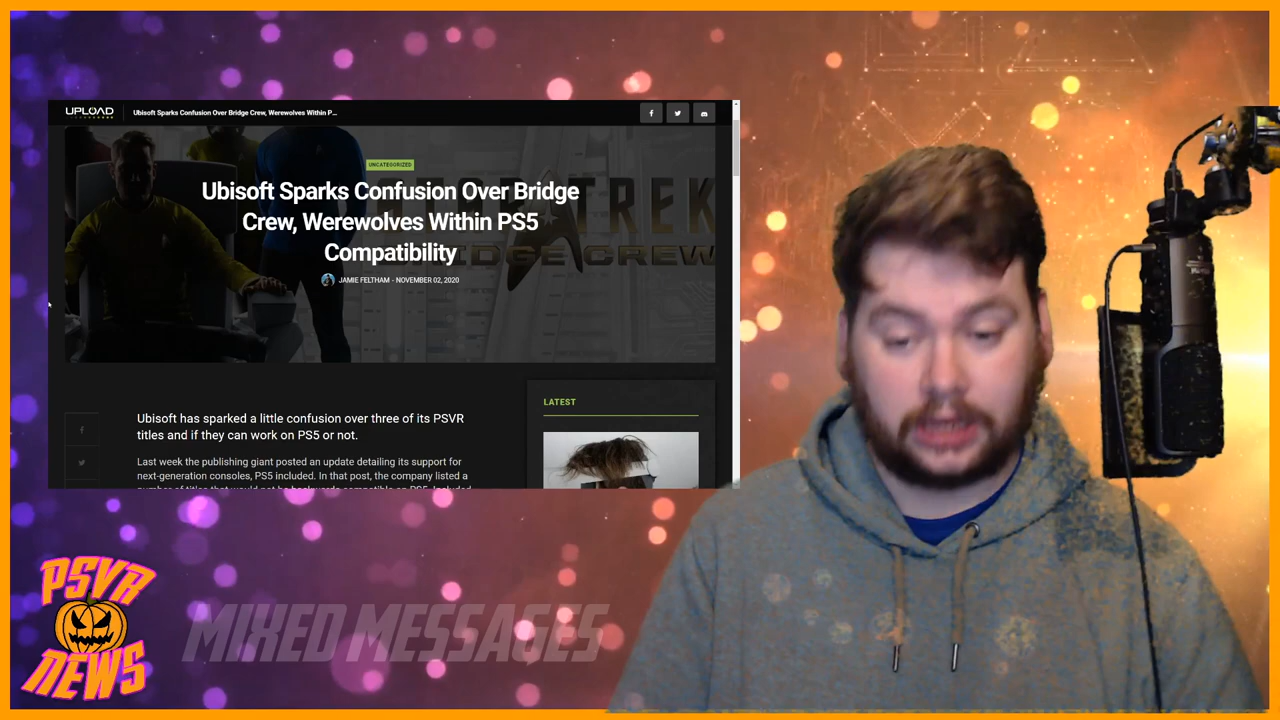 UPLOAD
Ubisoft Sparks Confusion Over Bridge Crew, Werewolves Within P...
UNCATEGORIZED
Ubisoft Sparks Confusion Over Bridge
Crew, Werewolves Within PS5
Compatibility
JAMIE FELTHAM - NOVEMBER 02, 2020
TREK
DGE CREW
Ubisoft has sparked a little confusion over three of its PSVR
titles and if they can work on PS5 or not.
Last week the publishing giant posted an update detailing its support for
next-generation consoles, PS5 included. In that post, the company listed a
LATEST
PSVR
NEWS
MIXED MESSAGES